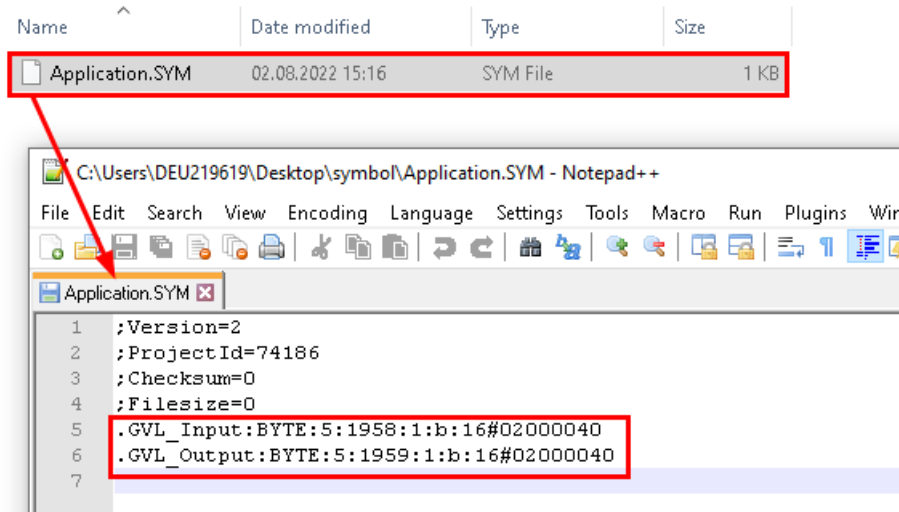 Name Date modified Type Size
Application.SYM 02.08.2022 15:16 SYM File 1 KB
C:\Users\DEU219619\Desktop\symbol\Application.SYM - Notepad++
File Edit Search View Encoding Language Settings Tools Macro Run Plugins
Application.SYM
1 ;Version=2
2 ;ProjectId=74186
3 ;Checksum=0
4 ;Filesize=0
5 .GVL_Input:BYTE:5:1958:1:b:16#02000040
6 .GVL_Output:BYTE:5:1959:1:b:16#02000040
7